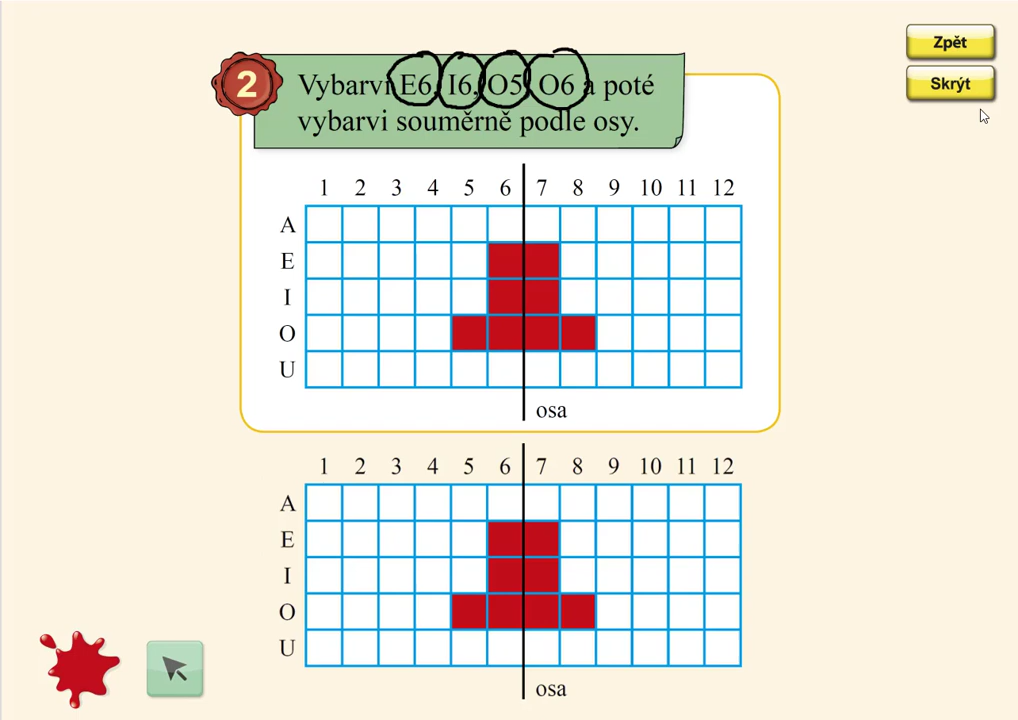 Zpět
Skrýt
2
Vybarvi E6, I6, O5, O6 a poté
vybarvi souměrně podle osy.
1 2 3 4 5 6 7 8 9 10 11 12
A
E
I
O
U
osa
1 2 3 4 5 6 7 8 9 10 11 12
A
E
I
O
U
osa